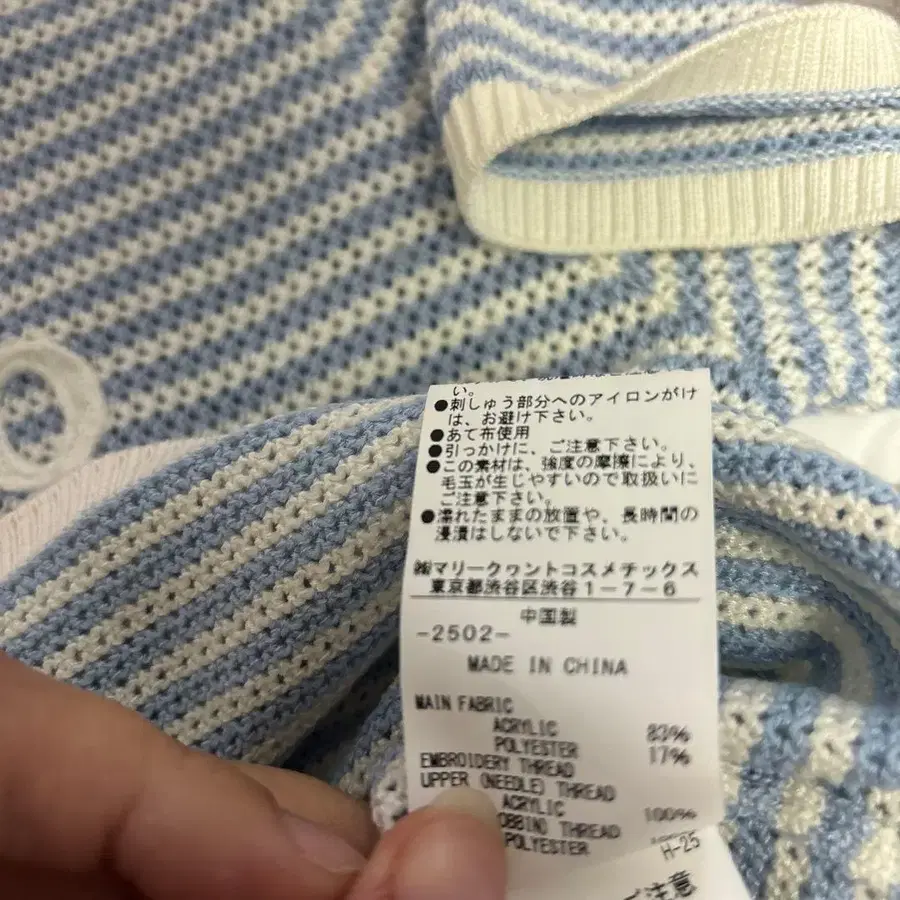 い。
●刺しゅう部分へのアイロンがけ
は、お避け下さい。
●あて布使用
●引っかけに、ご注意下さい。
●この素材は、強度の摩擦により、
毛玉が生じやすいので取扱いに
ご注意下さい。
●濡れたままの放置や、長時間の
浸漬はしないで下さい。
㈱マリークヮントコスメチックス
東京都渋谷区渋谷1-7-6
中国製
-2502-
MADE IN CHINA
MAIN FABRIC
ACRYLIC 83%
POLYESTER 17%
EMBROIDERY THREAD
UPPER (NEEDLE) THREAD
ACRYLIC 100%
OBBIN) THREAD
POLYESTER
H-25
ご注意